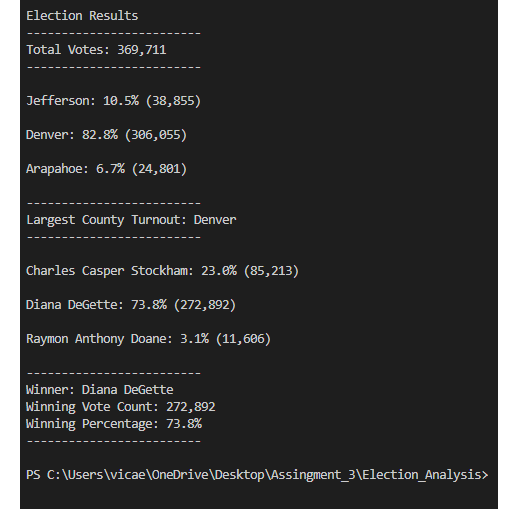 Election Results
-------------------------
Total Votes: 369,711
-------------------------
Jefferson: 10.5% (38,855)
Denver: 82.8% (306,055)
Arapahoe: 6.7% (24,801)
-------------------------
Largest County Turnout: Denver
-------------------------
Charles Casper Stockham: 23.0% (85,213)
Diana DeGette: 73.8% (272,892)
Raymon Anthony Doane: 3.1% (11,606)
-------------------------
Winner: Diana DeGette
Winning Vote Count: 272,892
Winning Percentage: 73.8%
-------------------------
PS C:\Users\vicae\OneDrive\Desktop\Assingment_3\Election_Analysis>